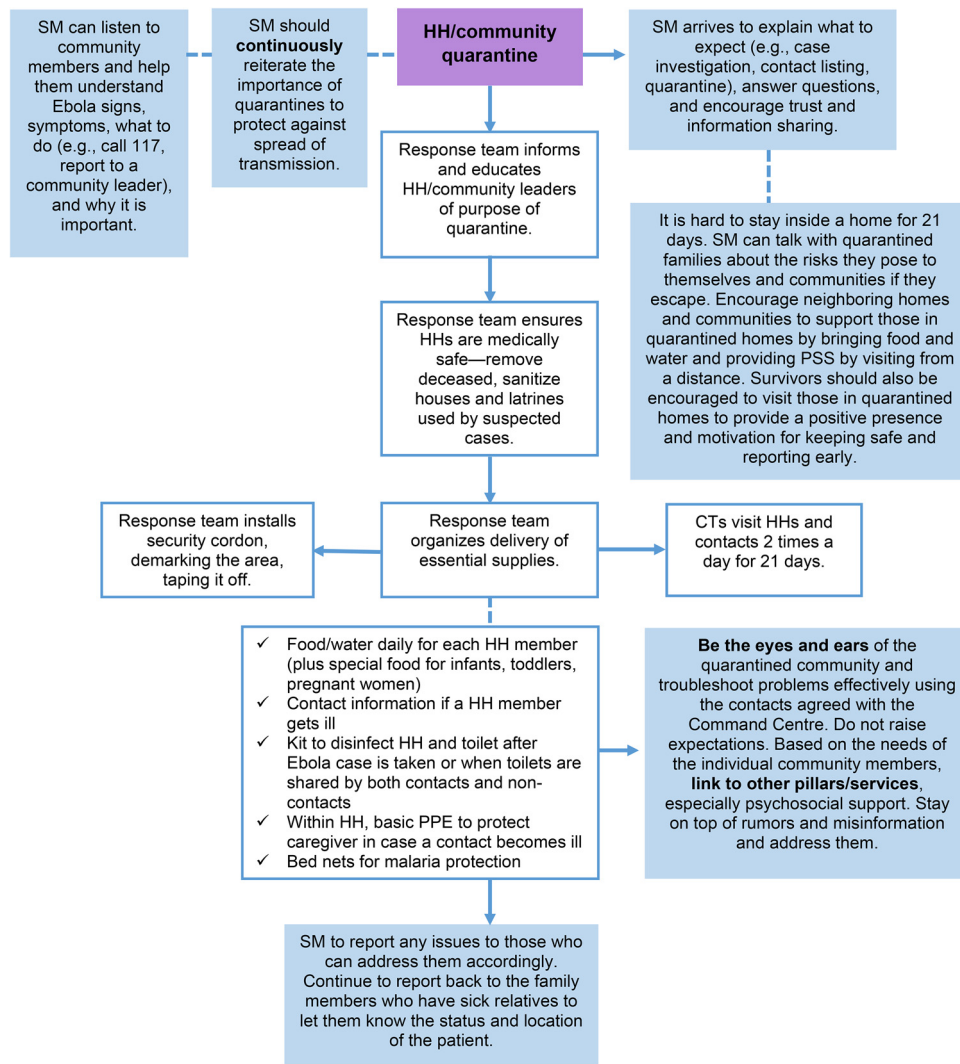 SM can listen to
community
members and help
them understand
Ebola signs,
symptoms, what to
do (e.g., call 117,
report to a
community leader),
and why it is
important.
SM should
continuously
reiterate the
importance of
quarantines to
protect against
spread of
transmission.
HH/community
quarantine
SM arrives to explain what to
expect (e.g., case
investigation, contact listing,
quarantine), answer questions,
and encourage trust and
information sharing.
Response team informs
and educates
HH/community leaders
of purpose of
quarantine.
It is hard to stay inside a home for 21
days. SM can talk with quarantined
families about the risks they pose to
themselves and communities if they
escape. Encourage neighboring homes
and communities to support those in
quarantined homes by bringing food and
water and providing PSS by visiting from
a distance. Survivors should also be
encouraged to visit those in quarantined
homes to provide a positive presence
and motivation for keeping safe and
reporting early.
Response team ensures
HHs are medically
safe—remove
deceased, sanitize
houses and latrines
used by suspected
cases.
Response team installs
security cordon,
demarking the area,
taping it off.
Response team
organizes delivery of
essential supplies.
CTs visit HHs and
contacts 2 times a
day for 21 days.
✓ Food/water daily for each HH member
(plus special food for infants, toddlers,
pregnant women)
✓ Contact information if a HH member
gets ill
✓ Kit to disinfect HH and toilet after
Ebola case is taken or when toilets are
shared by both contacts and non-
contacts
✓ Within HH, basic PPE to protect
caregiver in case a contact becomes ill
✓ Bed nets for malaria protection
Be the eyes and ears of the
quarantined community and
troubleshoot problems effectively using
the contacts agreed with the
Command Centre. Do not raise
expectations. Based on the needs of
the individual community members,
link to other pillars/services,
especially psychosocial support. Stay
on top of rumors and misinformation
and address them.
SM to report any issues to those who
can address them accordingly.
Continue to report back to the family
members who have sick relatives to
let them know the status and location
of the patient.